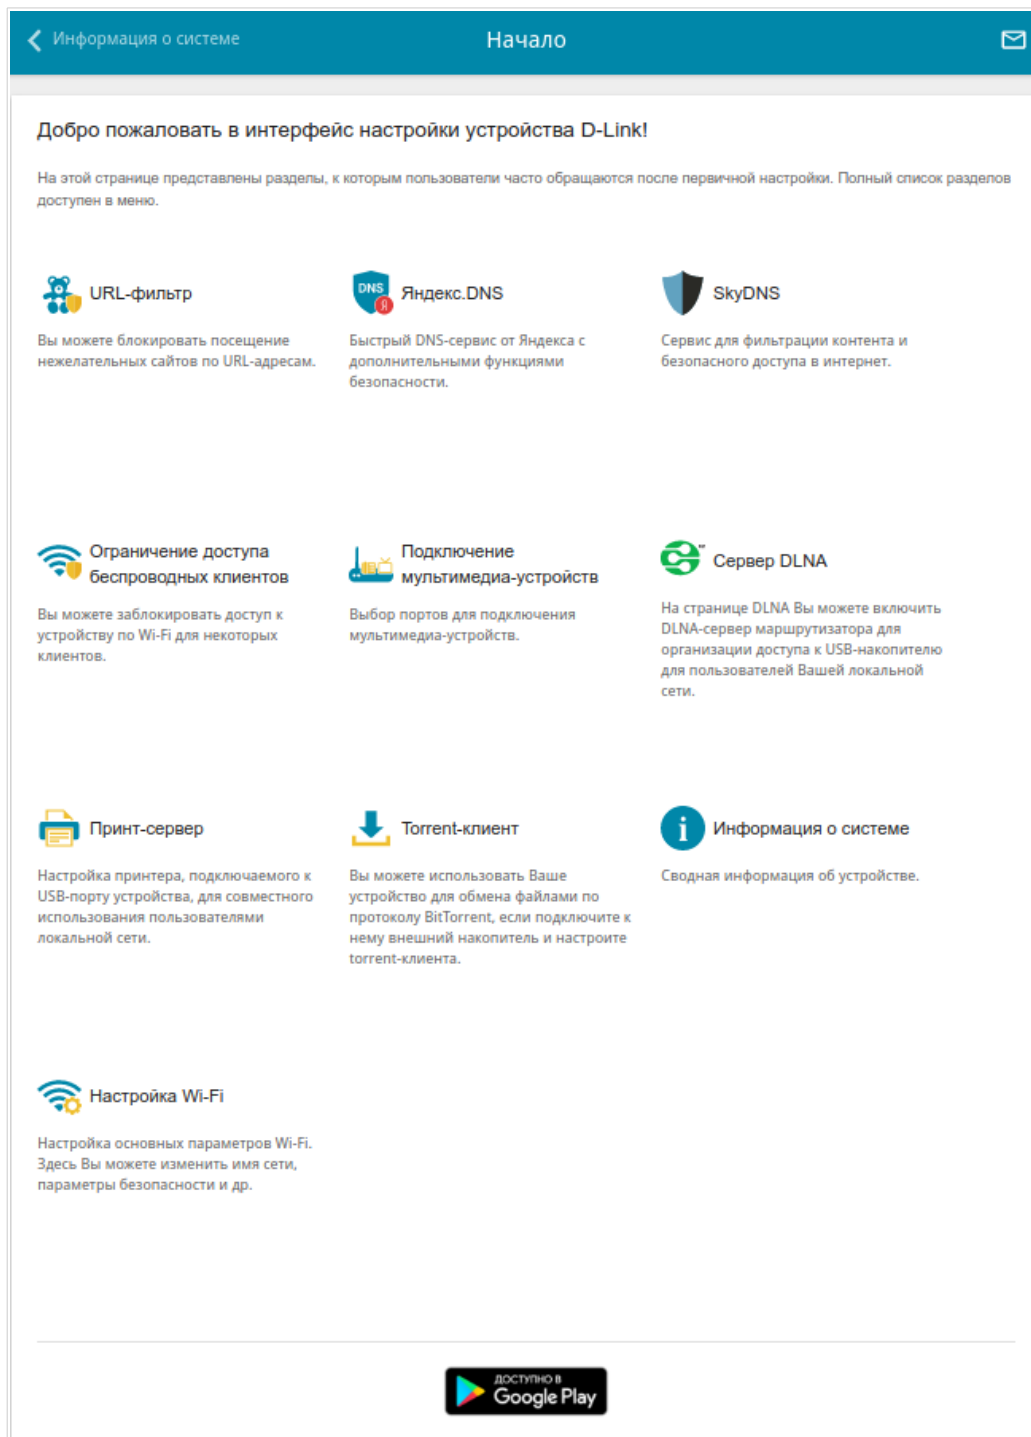 Информация о системе
Начало
Добро пожаловать в интерфейс настройки устройства D-Link!
На этой странице представлены разделы, к которым пользователи часто обращаются после первичной настройки. Полный список разделов
доступен в меню.
URL-фильтр
Вы можете блокировать посещение
нежелательных сайтов по URL-адресам.
DNS
Я
Яндекс.DNS
Быстрый DNS-сервис от Яндекса с
дополнительными функциями
безопасности.
SkyDNS
Сервис для фильтрации контента и
безопасного доступа в интернет.
Ограничение доступа
беспроводных клиентов
Вы можете заблокировать доступ к
устройству по Wi-Fi для некоторых
клиентов.
Подключение
мультимедиа-устройств
Выбор портов для подключения
мультимедиа-устройств.
Сервер DLNA
На странице DLNA Вы можете включить
DLNA-сервер маршрутизатора для
организации доступа к USB-накопителю
для пользователей Вашей локальной
сети.
Принт-сервер
Настройка принтера, подключаемого к
USB-порту устройства, для совместного
использования пользователями
локальной сети.
Torrent-клиент
Вы можете использовать Ваше
устройство для обмена файлами по
протоколу BitTorrent, если подключите к
нему внешний накопитель и настроите
torrent-клиента.
i
Информация о системе
Сводная информация об устройстве.
Настройка Wi-Fi
Настройка основных параметров Wi-Fi.
Здесь Вы можете изменить имя сети,
параметры безопасности и др.
ДОСТУПНО В
Google Play